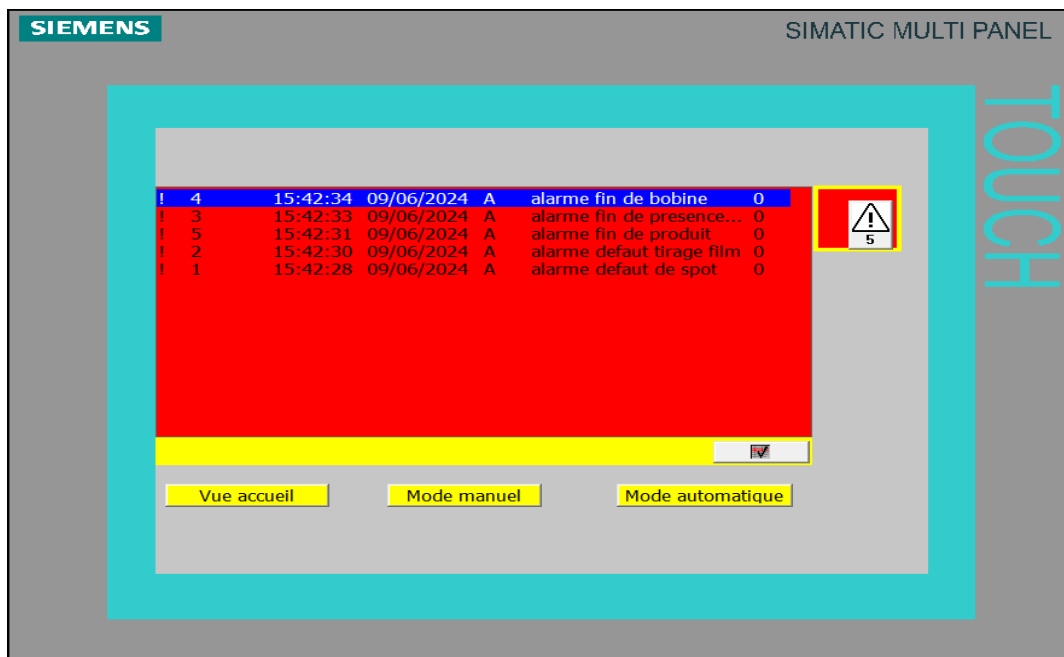 SIEMENS
SIMATIC MULTI PANEL
TOUCH
! 4 15:42:34 09/06/2024 A alarme fin de bobine 0
! 3 15:42:33 09/06/2024 A alarme fin de presence... 0
! 5 15:42:31 09/06/2024 A alarme fin de produit 0
! 2 15:42:30 09/06/2024 A alarme defaut tirage film 0
! 1 15:42:28 09/06/2024 A alarme defaut de spot 0
5
Vue accueil
Mode manuel
Mode automatique